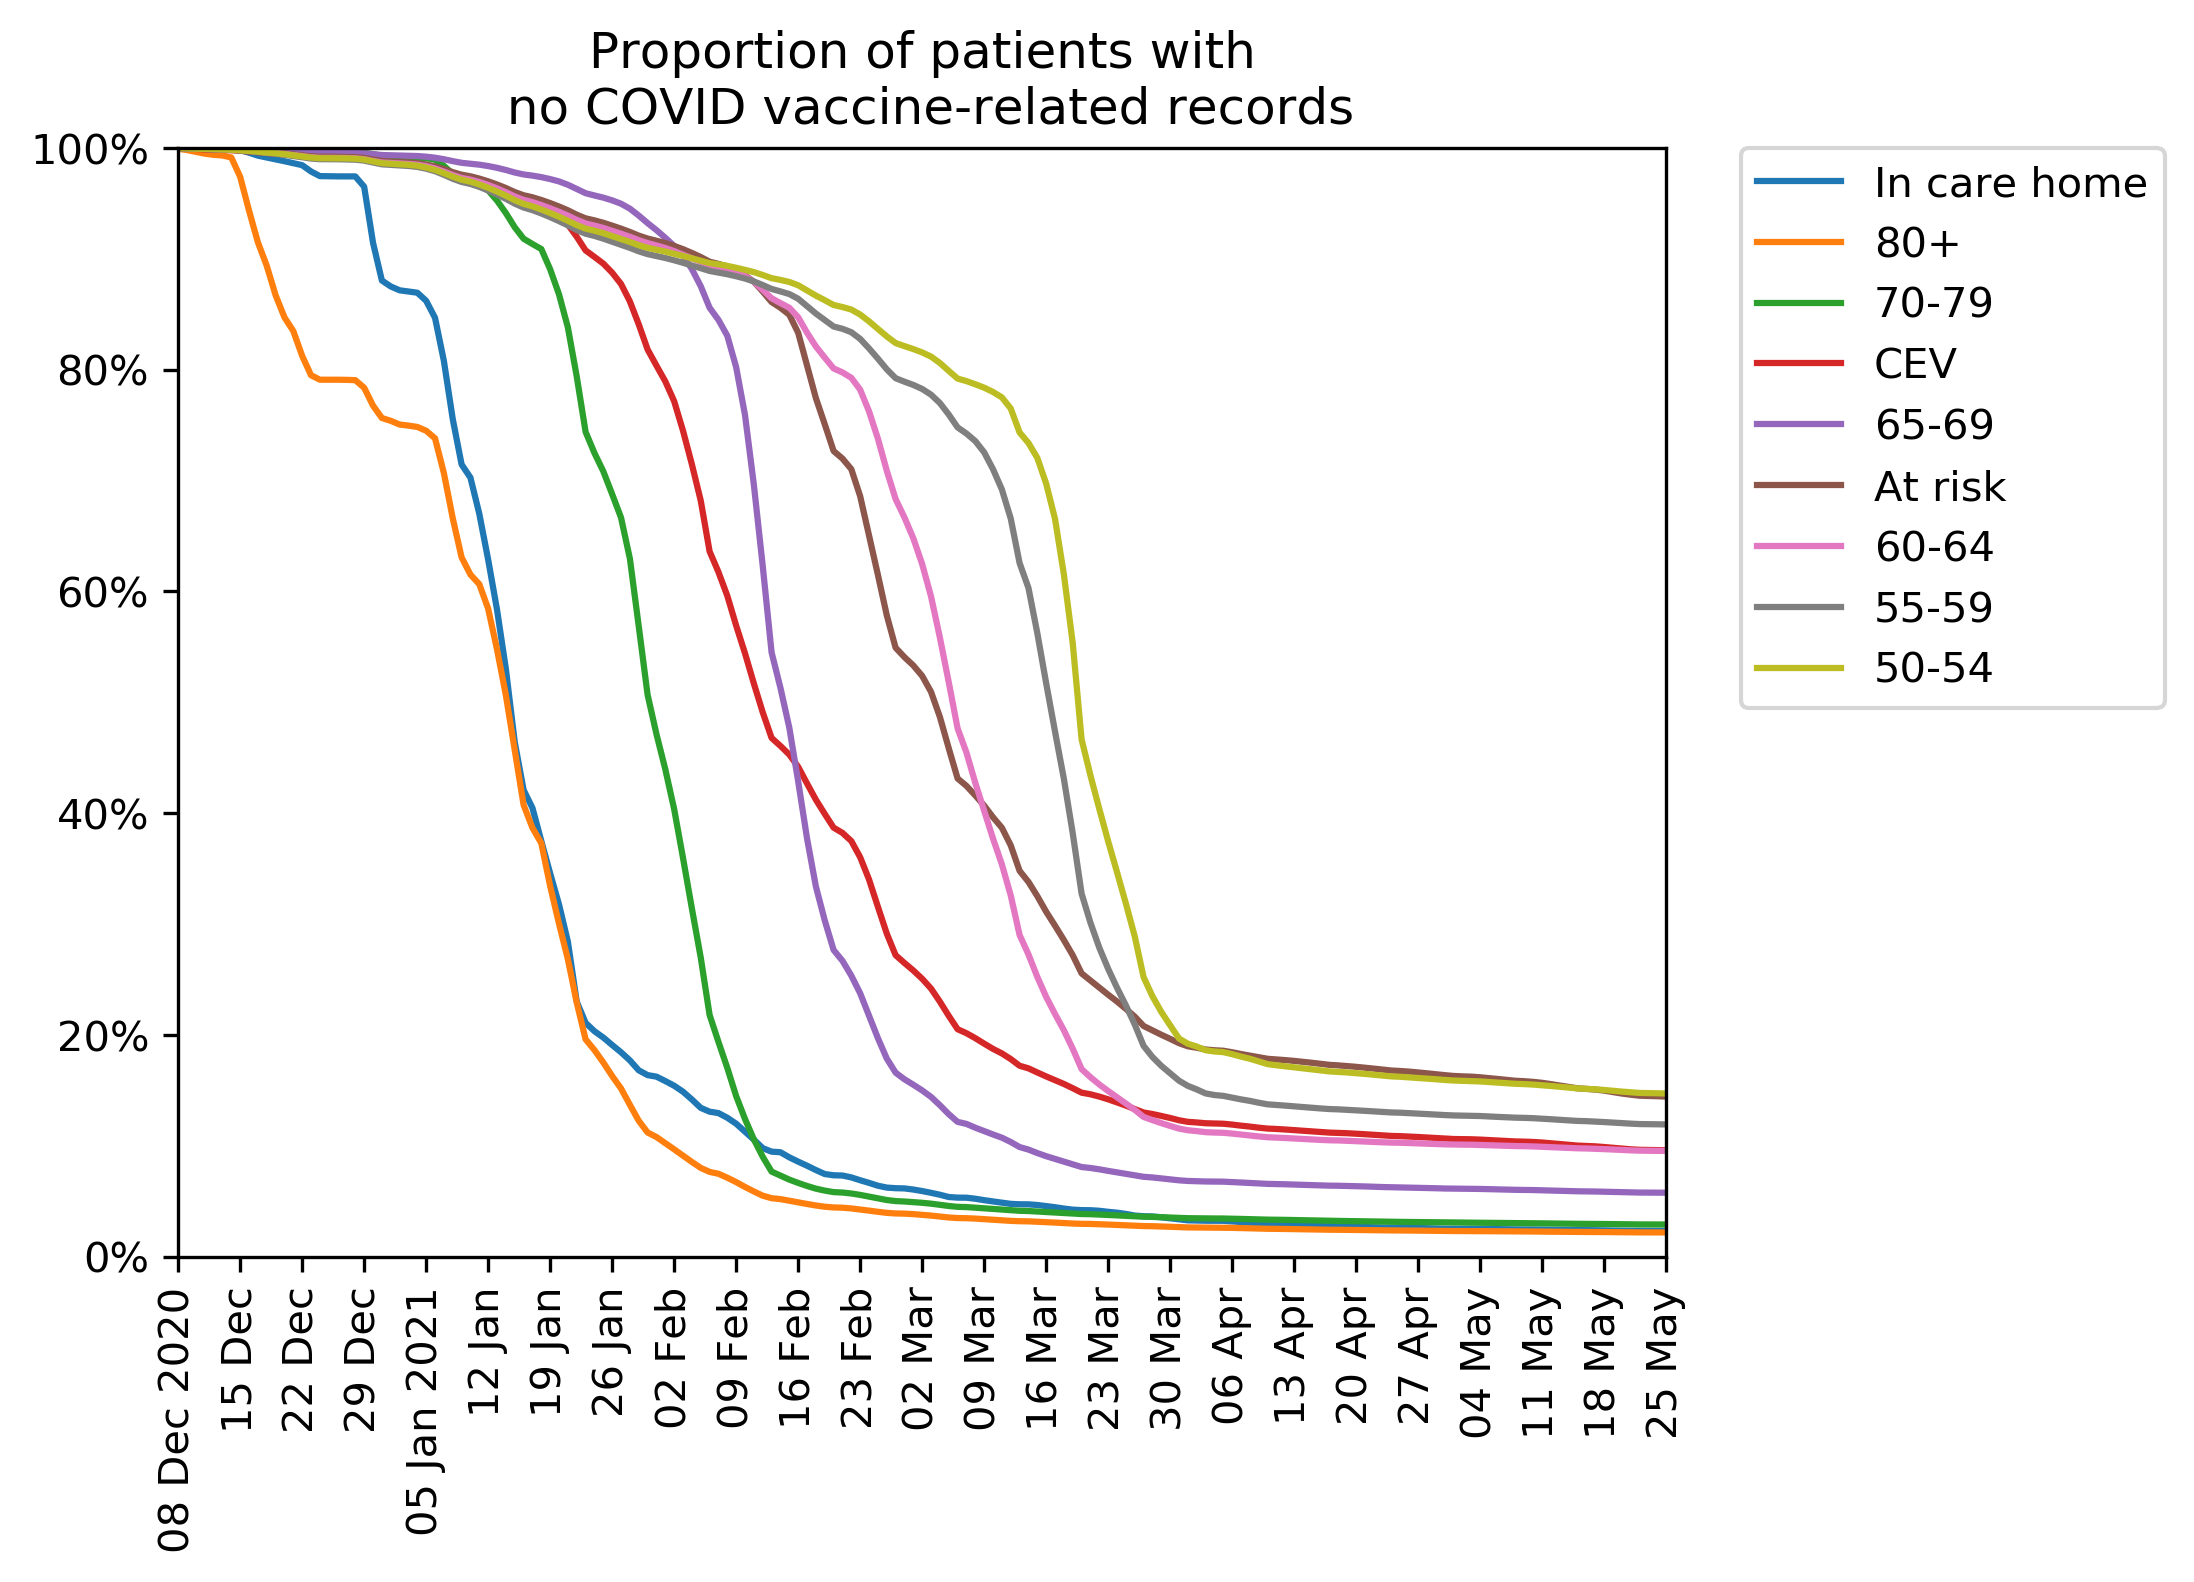 Proportion of patients with
no COVID vaccine-related records
100%
80%
60%
40%
20%
0%
08 Dec 2020
15 Dec
22 Dec
29 Dec
05 Jan 2021
12 Jan
19 Jan
26 Jan
02 Feb
09 Feb
16 Feb
23 Feb
02 Mar
09 Mar
16 Mar
23 Mar
30 Mar
06 Apr
13 Apr
20 Apr
27 Apr
04 May
11 May
18 May
25 May
In care home
80+
70-79
CEV
65-69
At risk
60-64
55-59
50-54